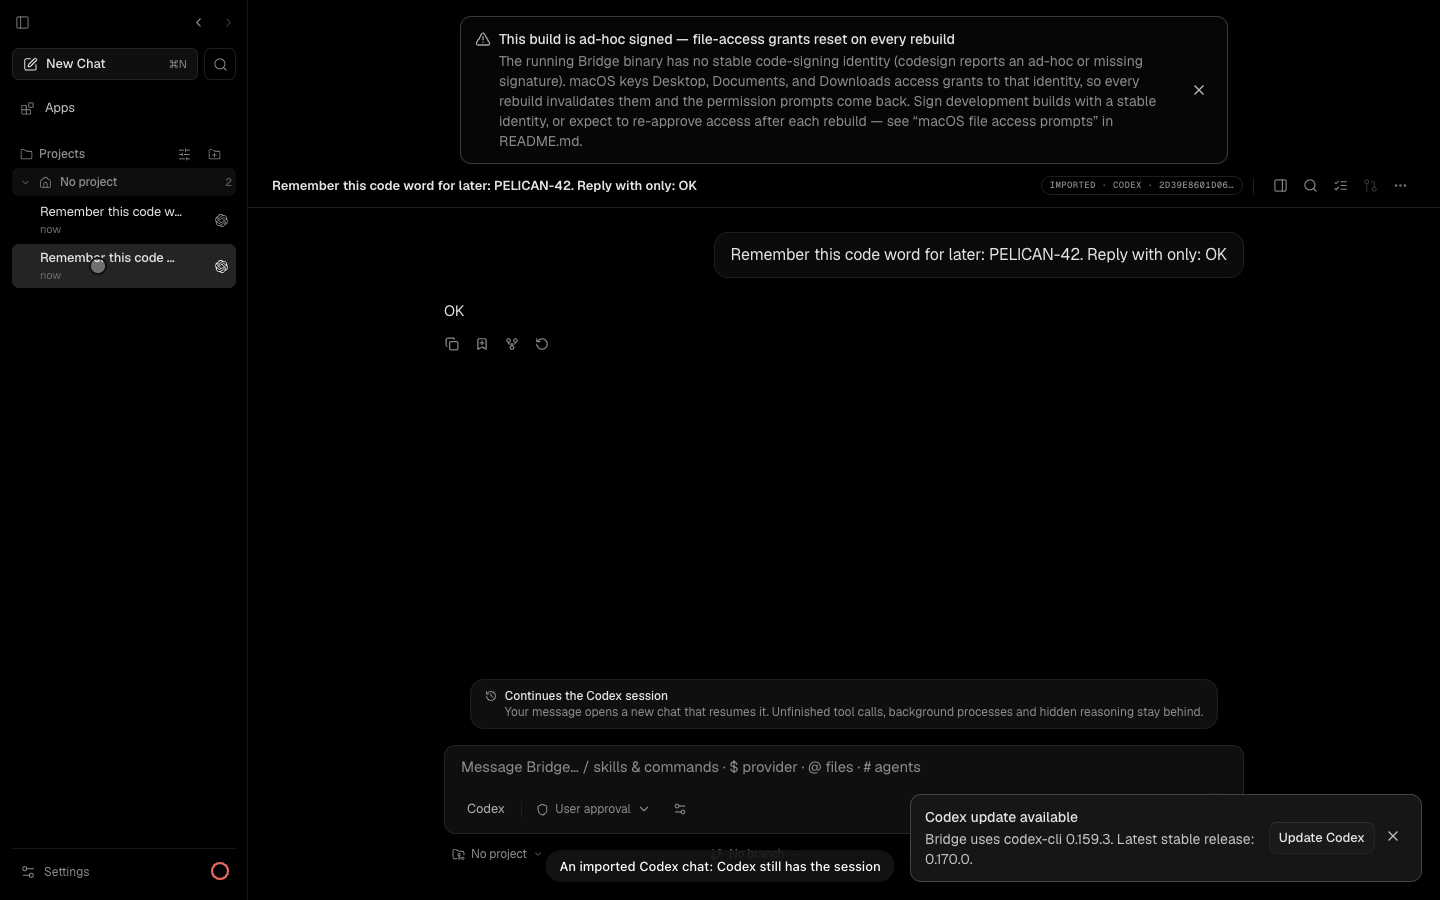 This build is ad-hoc signed — file-access grants reset on every rebuild
The running Bridge binary has no stable code-signing identity (codesign reports an ad-hoc or missing
signature). macOS keys Desktop, Documents, and Downloads access grants to that identity, so every
rebuild invalidates them and the permission prompts come back. Sign development builds with a stable
identity, or expect to re-approve access after each rebuild — see “macOS file access prompts” in
README.md.
New Chat ⌘N
Apps
Projects
No project 2
Remember this code w...
now
Remember this code ...
now
Settings
Remember this code word for later: PELICAN-42. Reply with only: OK
IMPORTED · CODEX · 2D39E8601D06…
Remember this code word for later: PELICAN-42. Reply with only: OK
OK
Continues the Codex session
Your message opens a new chat that resumes it. Unfinished tool calls, background processes and hidden reasoning stay behind.
Message Bridge... / skills & commands · $ provider · @ files · # agents
Codex User approval
No project No branch
An imported Codex chat: Codex still has the session
Codex update available
Bridge uses codex-cli 0.159.3. Latest stable release:
0.170.0.
Update Codex